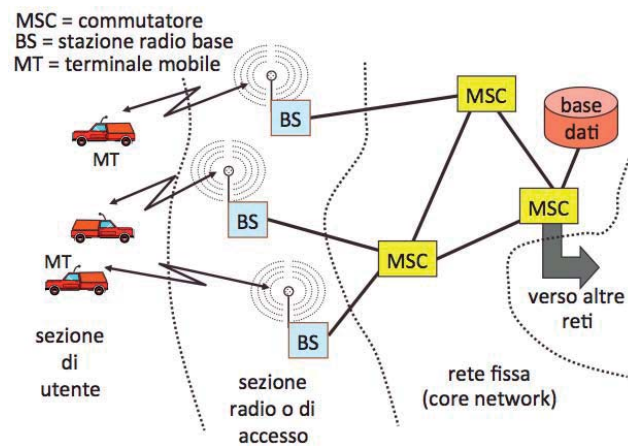 MSC = commutatore
BS = stazione radio base
MT = terminale mobile
BS
MSC
base
dati
MT
BS
MSC
MSC
MT
BS
verso altre
reti
sezione
di
utente
sezione
radio o di
accesso
rete fissa
(core network)